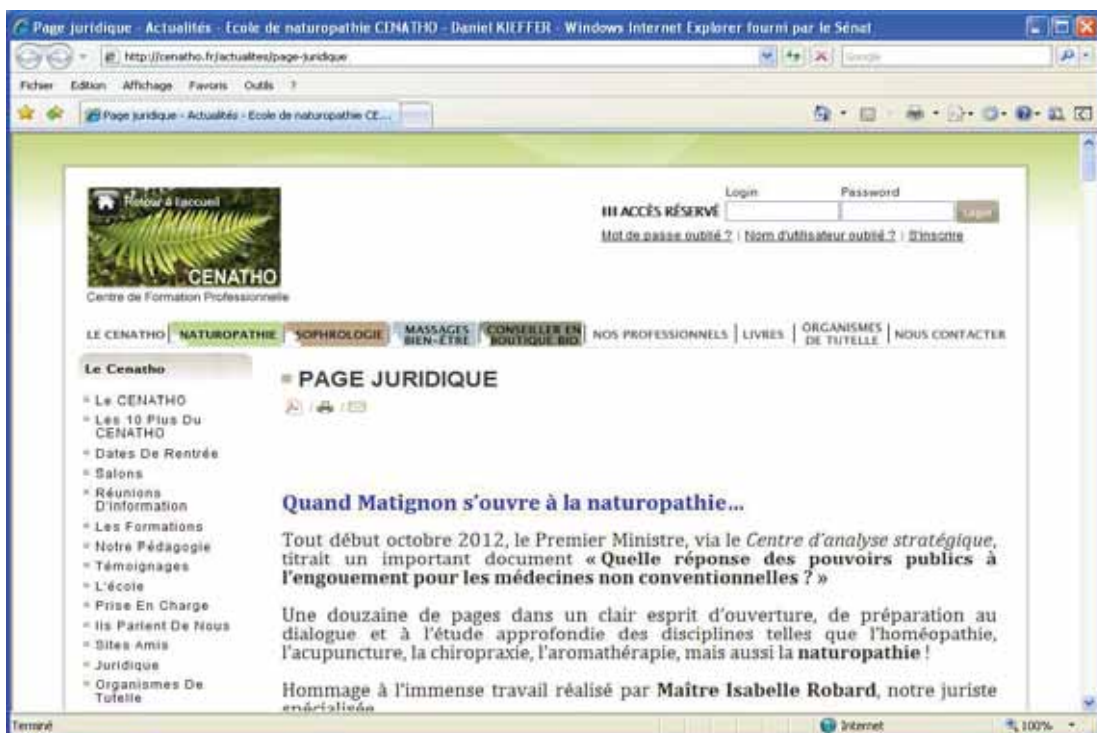 Page juridique - Actualités - Ecole de naturopathie CENATHO - Daniel KIEFFER - Windows Internet Explorer fourni par le Sénat
http://cenatho.fr/actualites/page-juridique
Google
Fichier Edition Affichage Favoris Outils ?
Page juridique - Actualités - Ecole de naturopathie CE...
Retour à l'accueil
CENATHO
Centre de Formation Professionnelle
Login Password
III ACCÈS RÉSERVÉ Login
Mot de passe oublié ? | Nom d'utilisateur oublié ? | S'inscrire
LE CENATHO NATUROPATHIE SOPHROLOGIE MASSAGES BIEN-ÊTRE CONSEILLER EN BOUTIQUE BIO NOS PROFESSIONNELS LIVRES ORGANISMES DE TUTELLE NOUS CONTACTER
Le Cenatho
Le CENATHO
Les 10 Plus Du
CENATHO
Dates De Rentrée
Salons
Réunions
D'information
Les Formations
Notre Pédagogie
Témoignages
L'école
Prise En Charge
Ils Parlent De Nous
Sites Amis
Juridique
Organismes De
Tutelle
PAGE JURIDIQUE
Quand Matignon s'ouvre à la naturopathie...
Tout début octobre 2012, le Premier Ministre, via le Centre d'analyse stratégique,
titrait un important document « Quelle réponse des pouvoirs publics à
l'engouement pour les médecines non conventionnelles ? »
Une douzaine de pages dans un clair esprit d'ouverture, de préparation au
dialogue et à l'étude approfondie des disciplines telles que l'homéopathie,
l'acupuncture, la chiropraxie, l'aromathérapie, mais aussi la naturopathie !
Hommage à l'immense travail réalisé par Maître Isabelle Robard, notre juriste
spécialisée
Terminé Internet 100%